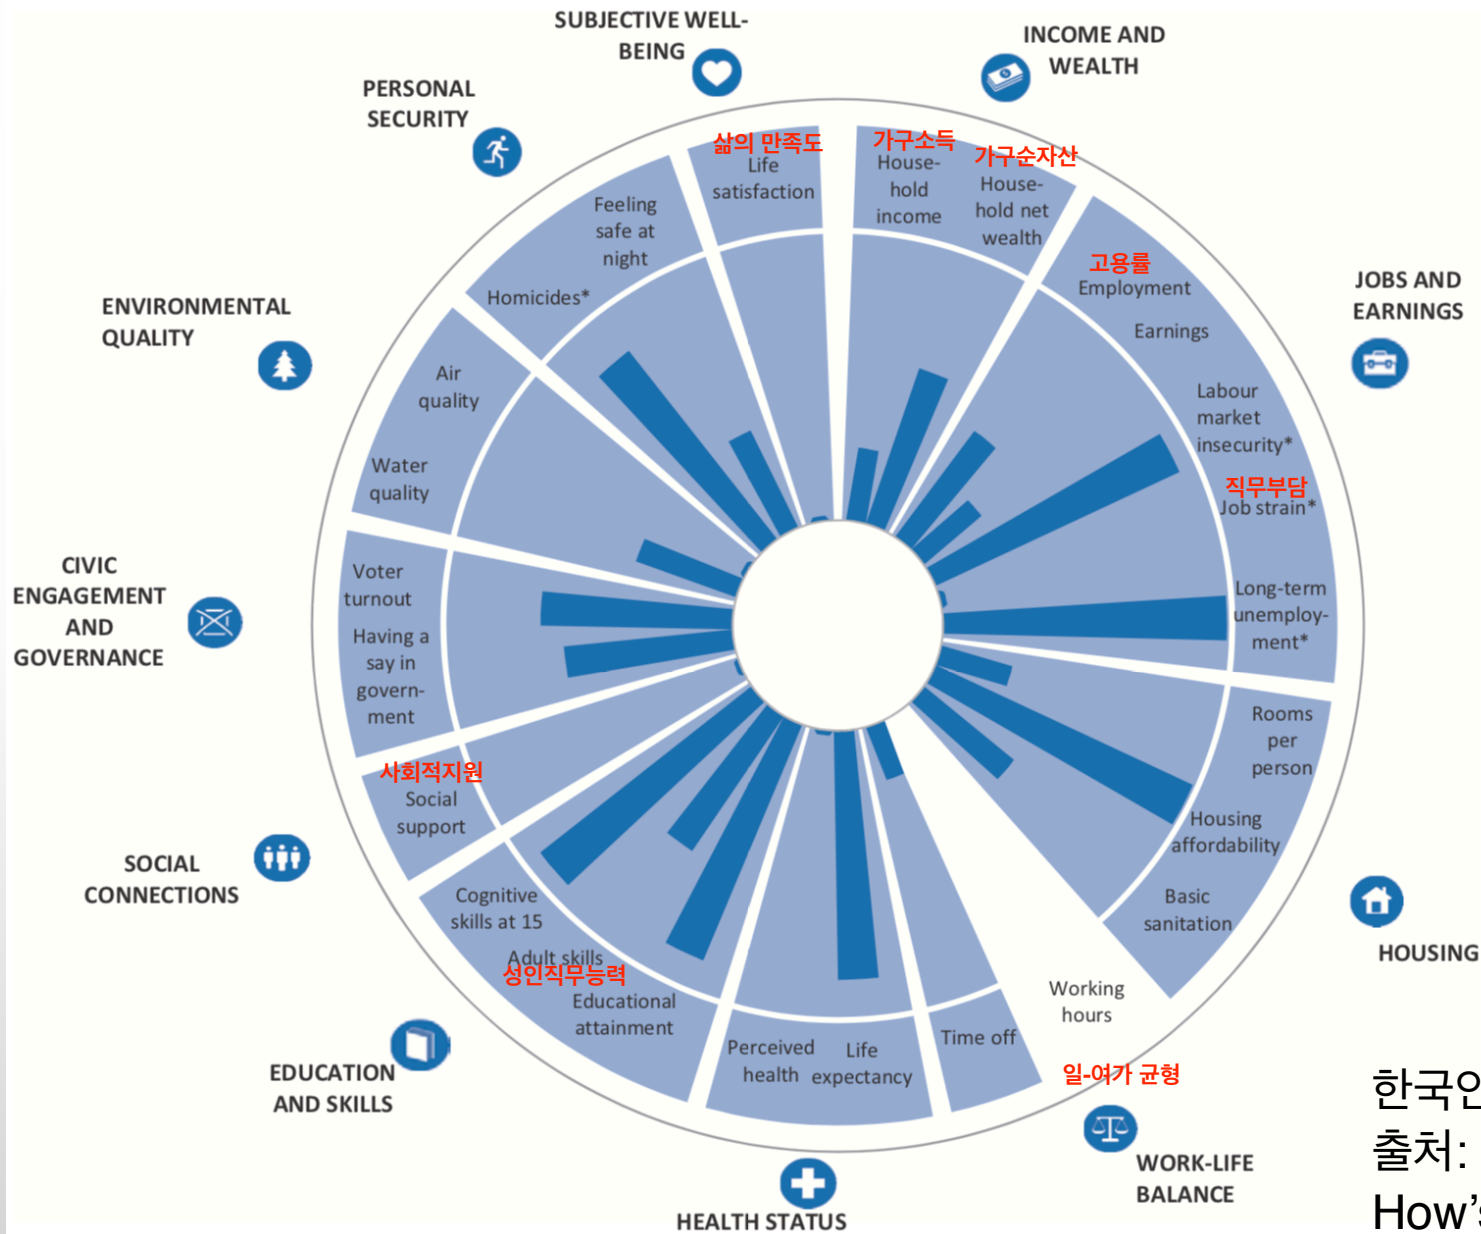 SUBJECTIVE WELL-
BEING
INCOME AND
WEALTH
PERSONAL
SECURITY
삶의 만족도
Life
satisfaction
가구소득
House-
hold
income
가구순자산
House-
hold net
wealth
Feeling
safe at
night
Homicides*
고용률
Employment
Earnings
Labour
market
insecurity*
직무부담
Job strain*
Long-term
unemploy-
ment*
JOBS AND
EARNINGS
ENVIRONMENTAL
QUALITY
Air
quality
Water
quality
CIVIC
ENGAGEMENT
AND
GOVERNANCE
Voter
turnout
Having a
say in
govern-
ment
Rooms
per
person
Housing
affordability
Basic
sanitation
HOUSING
사회적지원
Social
support
SOCIAL
CONNECTIONS
Cognitive
skills at 15
Adult skills
성인직무능력
Educational
attainment
EDUCATION
AND SKILLS
Perceived
health
Life
expectancy
HEALTH STATUS
Time off
Working
hours
일-여가 균형
WORK-LIFE
BALANCE
한국인
출처:
How's